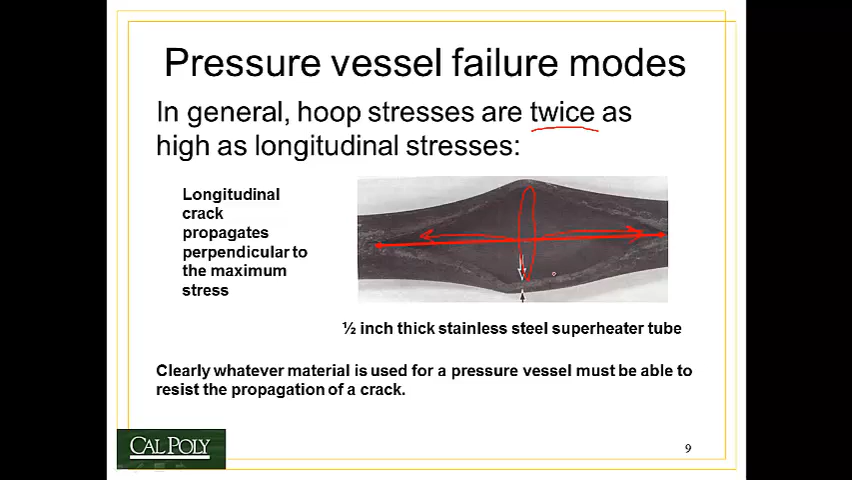 Pressure vessel failure modes
In general, hoop stresses are twice as
high as longitudinal stresses:
Longitudinal
crack
propagates
perpendicular to
the maximum
stress
½ inch thick stainless steel superheater tube
Clearly whatever material is used for a pressure vessel must be able to
resist the propagation of a crack.
CAL POLY
9